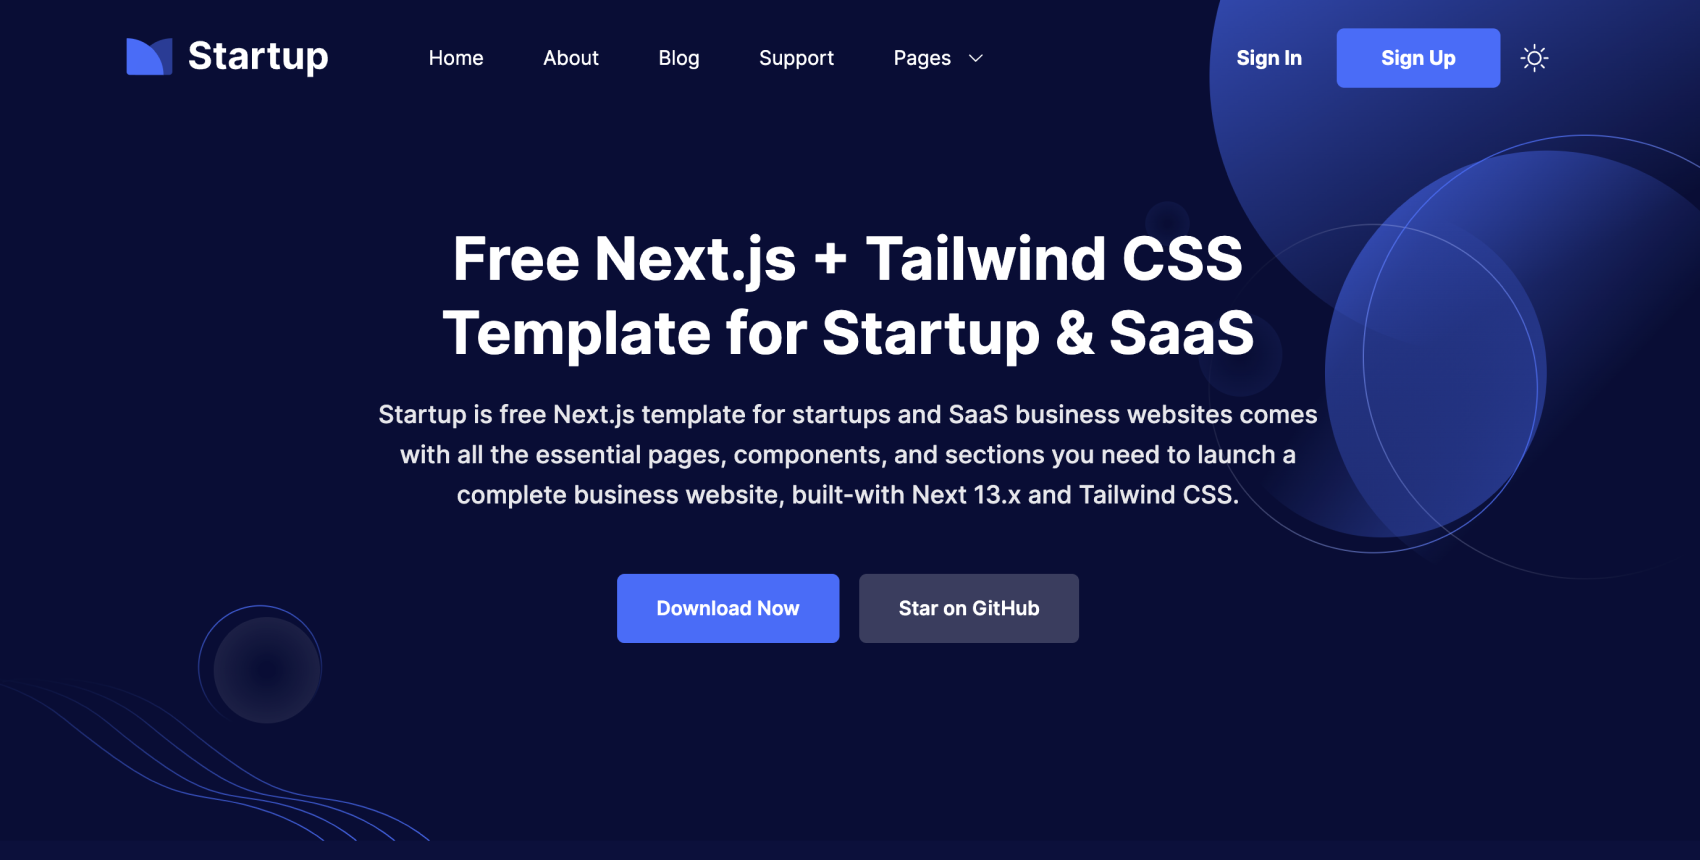 Startup
Home About Blog Support Pages
Sign In Sign Up
Free Next.js + Tailwind CSS
Template for Startup & SaaS
Startup is free Next.js template for startups and SaaS business websites comes
with all the essential pages, components, and sections you need to launch a
complete business website, built-with Next 13.x and Tailwind CSS.
Download Now Star on GitHub